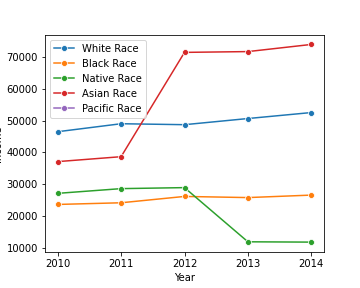 White Race
Black Race
Native Race
Asian Race
Pacific Race
70000
60000
50000
40000
30000
20000
10000
2010 2011 2012 2013 2014
Year